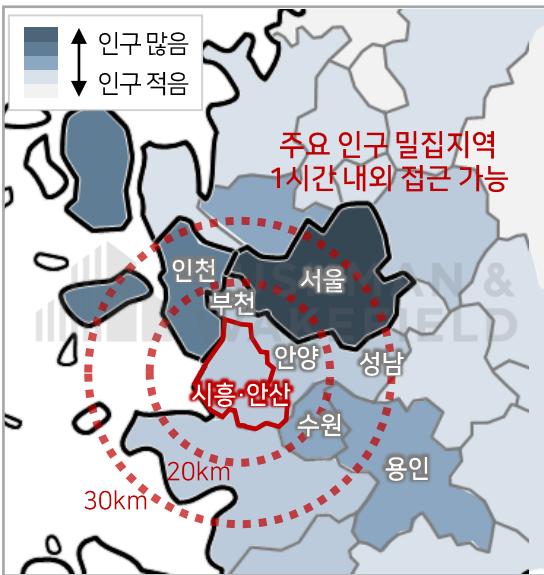 인구 많음
인구 적음
주요 인구 밀집지역
1시간 내외 접근 가능
인천
서울
부천
CUSHMAN &
WAKEFIELD
안양
성남
시흥·안산
수원
용인
20km
30km